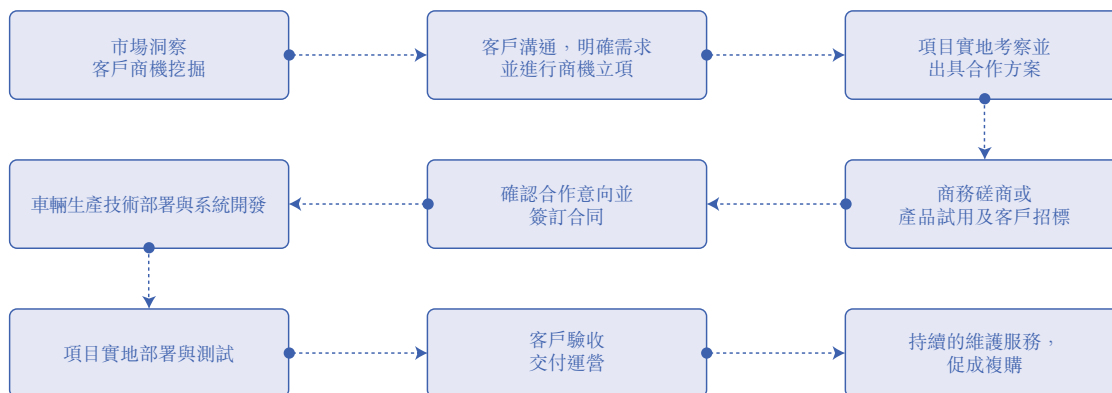 市場洞察
客戶商機挖掘
客戶溝通，明確需求
並進行商機立項
項目實地考察並
出具合作方案
商務磋商或
產品試用及客戶招標
確認合作意向並
簽訂合同
車輛生產技術部署與系統開發
項目實地部署與測試
客戶驗收
交付運營
持續的維護服務，
促成複購